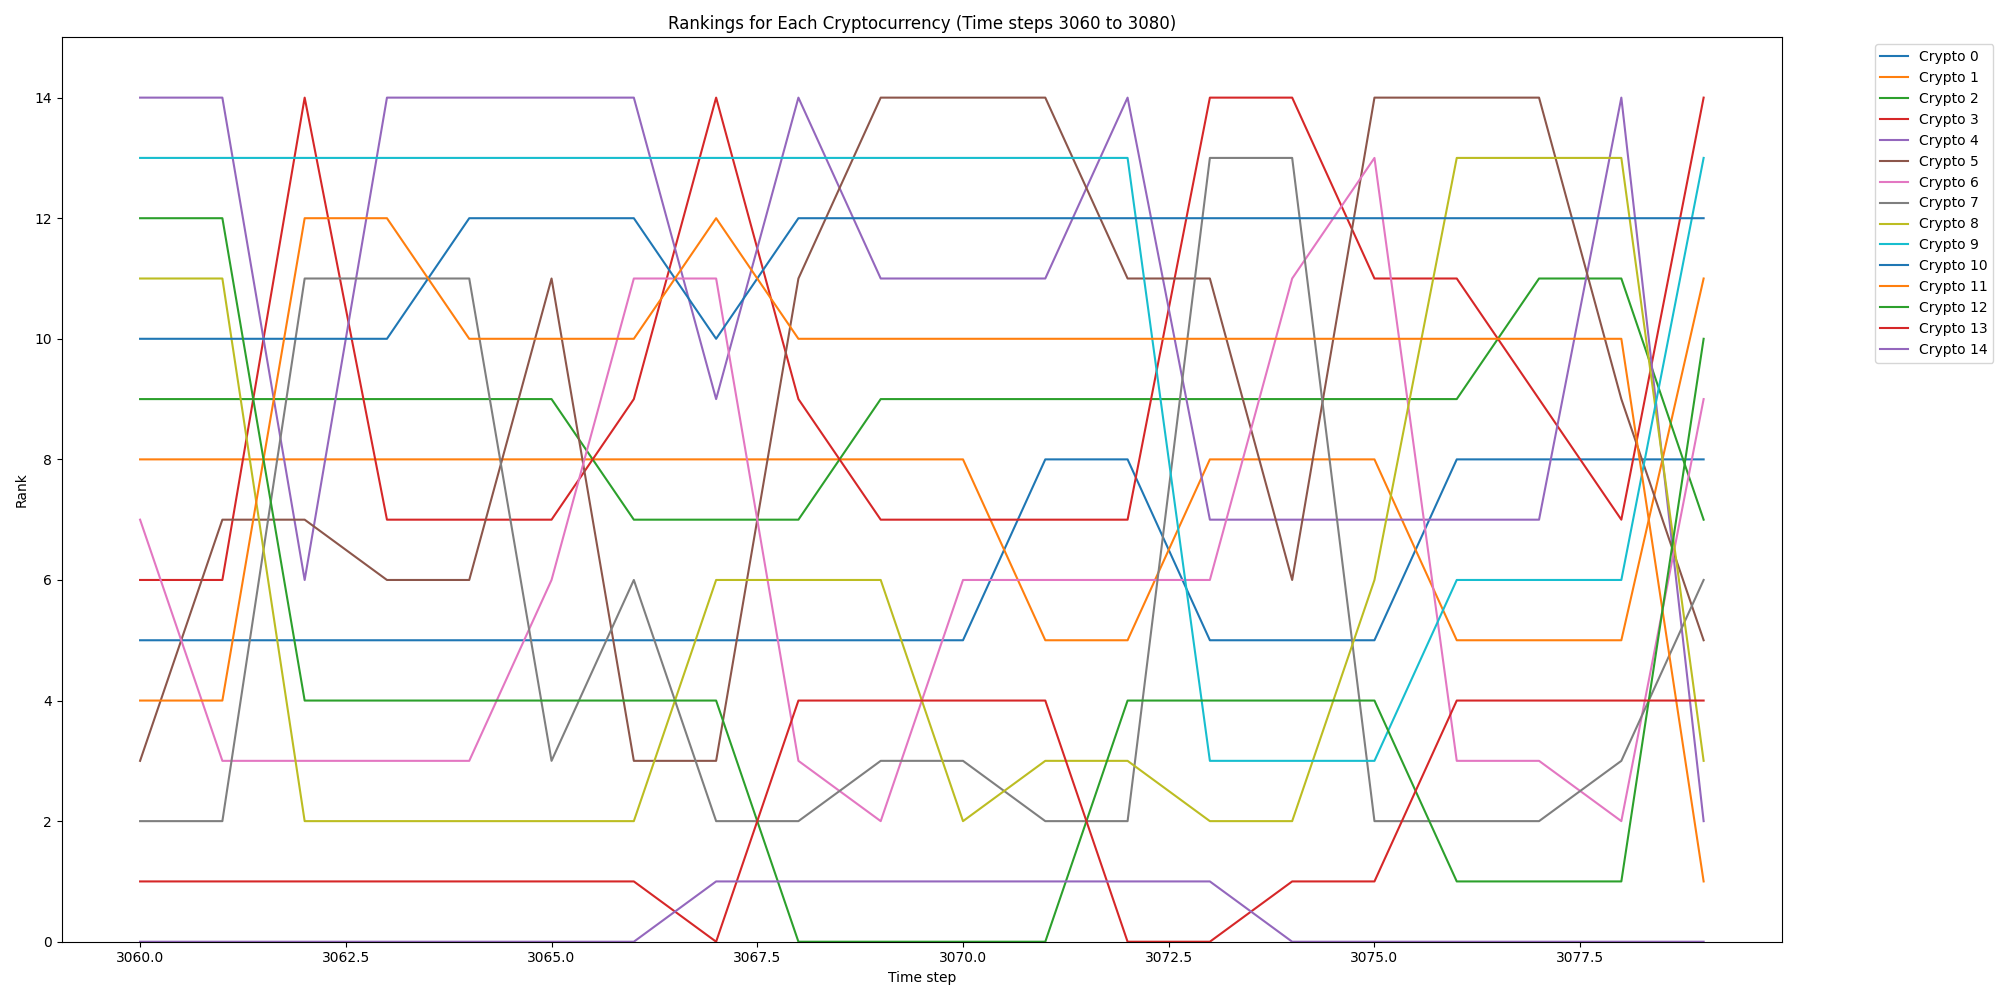 Rankings for Each Cryptocurrency (Time steps 3060 to 3080)
14
12
10
8
6
4
2
0
Rank
3060.0
3062.5
3065.0
3067.5
3070.0
3072.5
3075.0
3077.5
Time step
Crypto 0
Crypto 1
Crypto 2
Crypto 3
Crypto 4
Crypto 5
Crypto 6
Crypto 7
Crypto 8
Crypto 9
Crypto 10
Crypto 11
Crypto 12
Crypto 13
Crypto 14